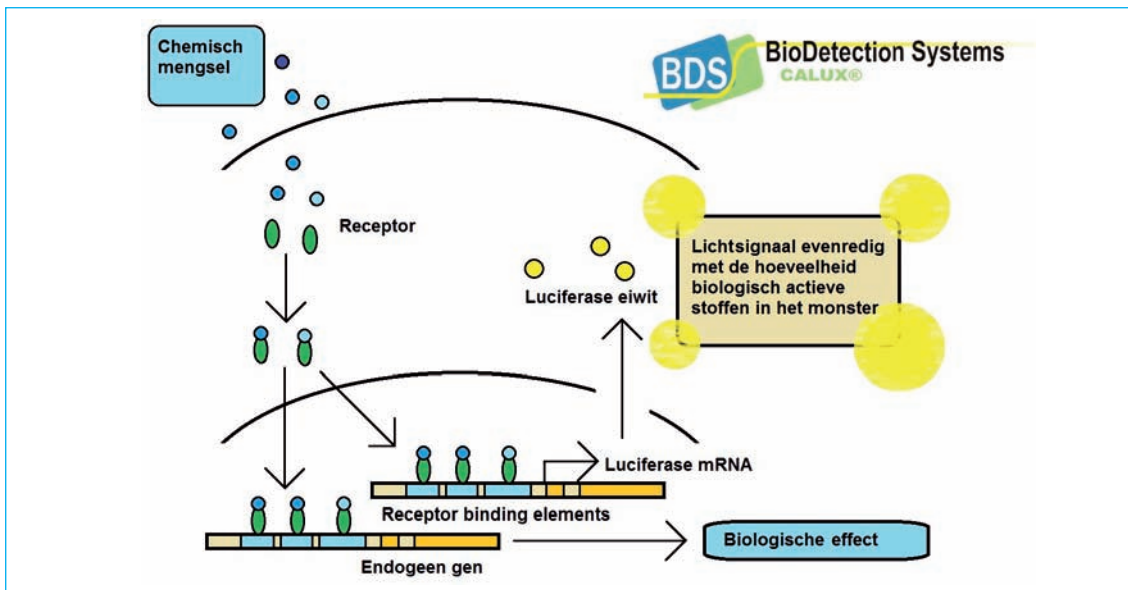 Chemisch
mengsel
BDS
BioDetection Systems
CALUX®
Receptor
Lichtsignaal evenredig
met de hoeveelheid
biologisch actieve
stoffen in het monster
Luciferase eiwit
Luciferase mRNA
Receptor binding elements
Endogeen gen
Biologische effect